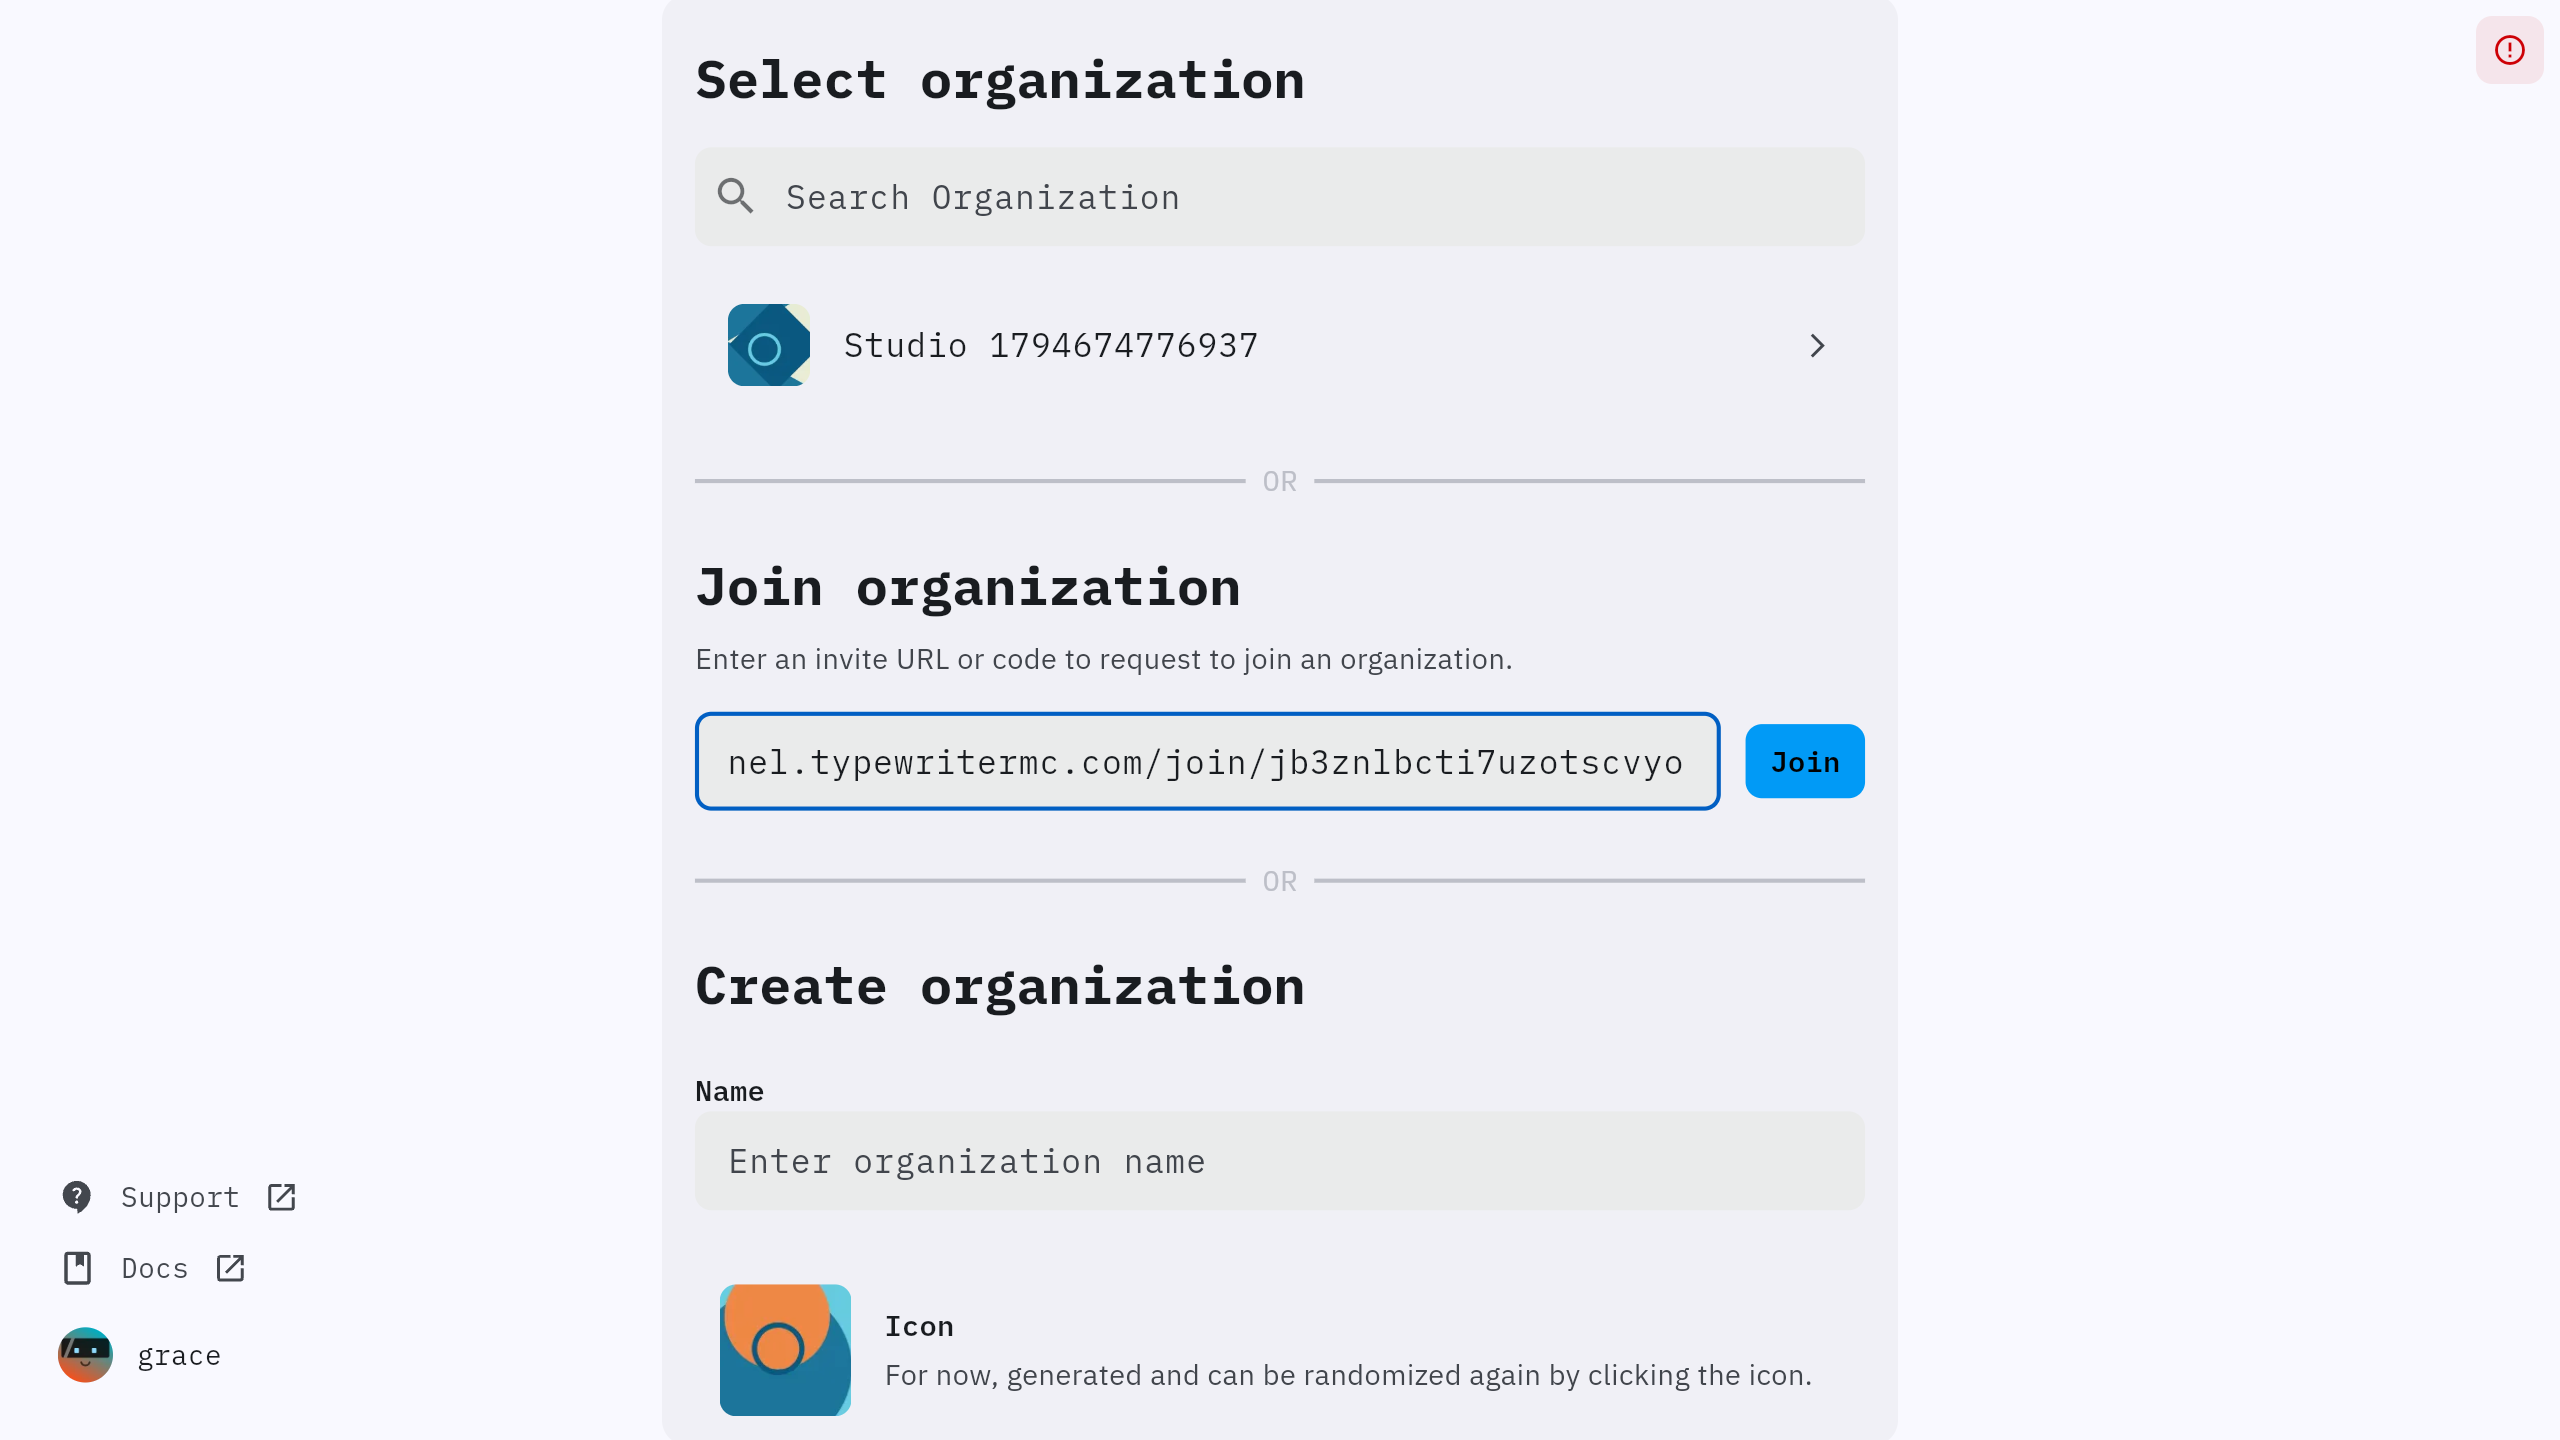 Select organization
Search Organization
Studio 1794674776937
OR
Join organization
Enter an invite URL or code to request to join an organization.
nel.typewritermc.com/join/jb3znlbcti7uzotscvyo
Join
OR
Create organization
Name
Enter organization name
Icon
For now, generated and can be randomized again by clicking the icon.
Support
Docs
grace